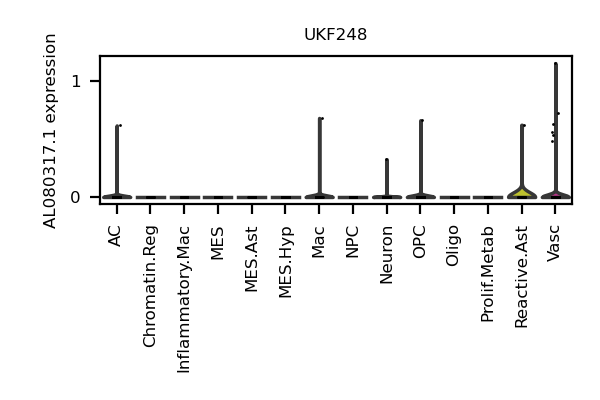 UKF248
AL080317.1 expression
1
0
AC
Chromatin.Reg
Inflammatory.Mac
MES
MES.Ast
MES.Hyp
Mac
NPC
Neuron
OPC
Oligo
Prolif.Metab
Reactive.Ast
Vasc